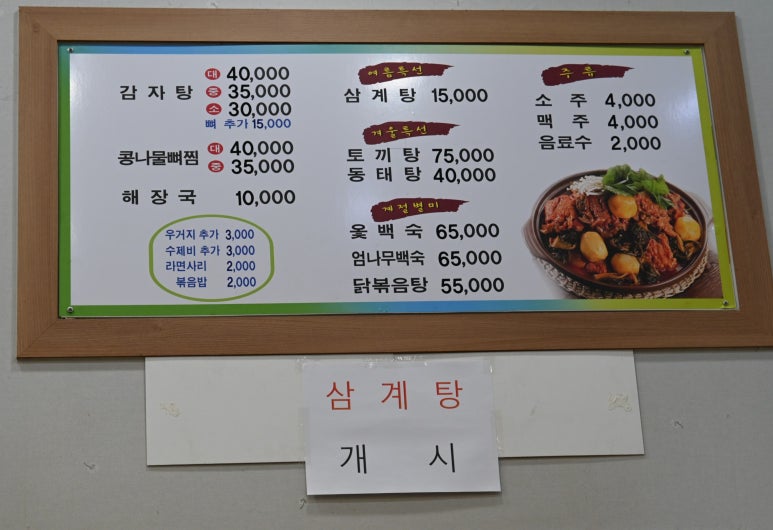 감자탕 대 40,000
중 35,000
소 30,000
뼈 추가 15,000
콩나물뼈찜 대 40,000
중 35,000
해장국 10,000
우거지 추가 3,000
수제비 추가 3,000
라면사리 2,000
볶음밥 2,000
여름특선
삼계탕 15,000
겨울특선
토끼탕 75,000
동태탕 40,000
계절별미
옻백숙 65,000
엄나무백숙 65,000
닭볶음탕 55,000
주류
소주 4,000
맥주 4,000
음료수 2,000
삼계탕
개시